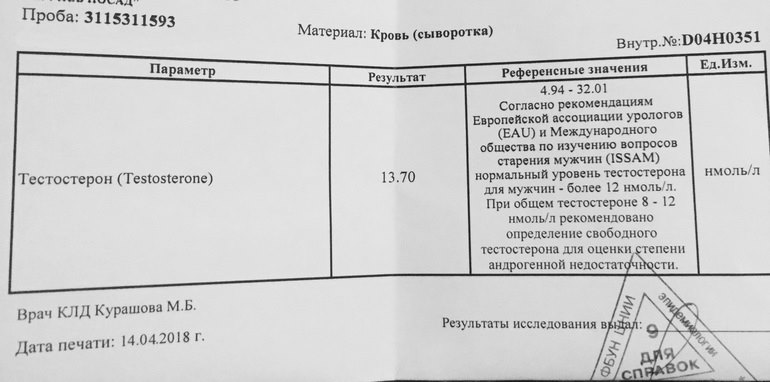 Проба: 3115311593
Материал: Кровь (сыворотка)
Внутр.№:D04H0351
Параметр
Результат
Референсные значения
Ед.Изм.
Тестостерон (Testosterone)
13.70
4.94 - 32.01
Согласно рекомендациям
Европейской ассоциации урологов
(EAU) и Международного
общества по изучению вопросов
старения мужчин (ISSAM)
нормальный уровень тестостерона
для мужчин - более 12 нмоль/л.
При общем тестостероне 8 - 12
нмоль/л рекомендовано
определение свободного
тестостерона для оценки степени
андрогенной недостаточности.
нмоль/л
Врач КЛД Курашова М.Б.
Дата печати: 14.04.2018 г.
Результаты исследования выдал:
ФБУН ЦНИИ
эпидемиологии
9
ДЛЯ
СПРАВОК